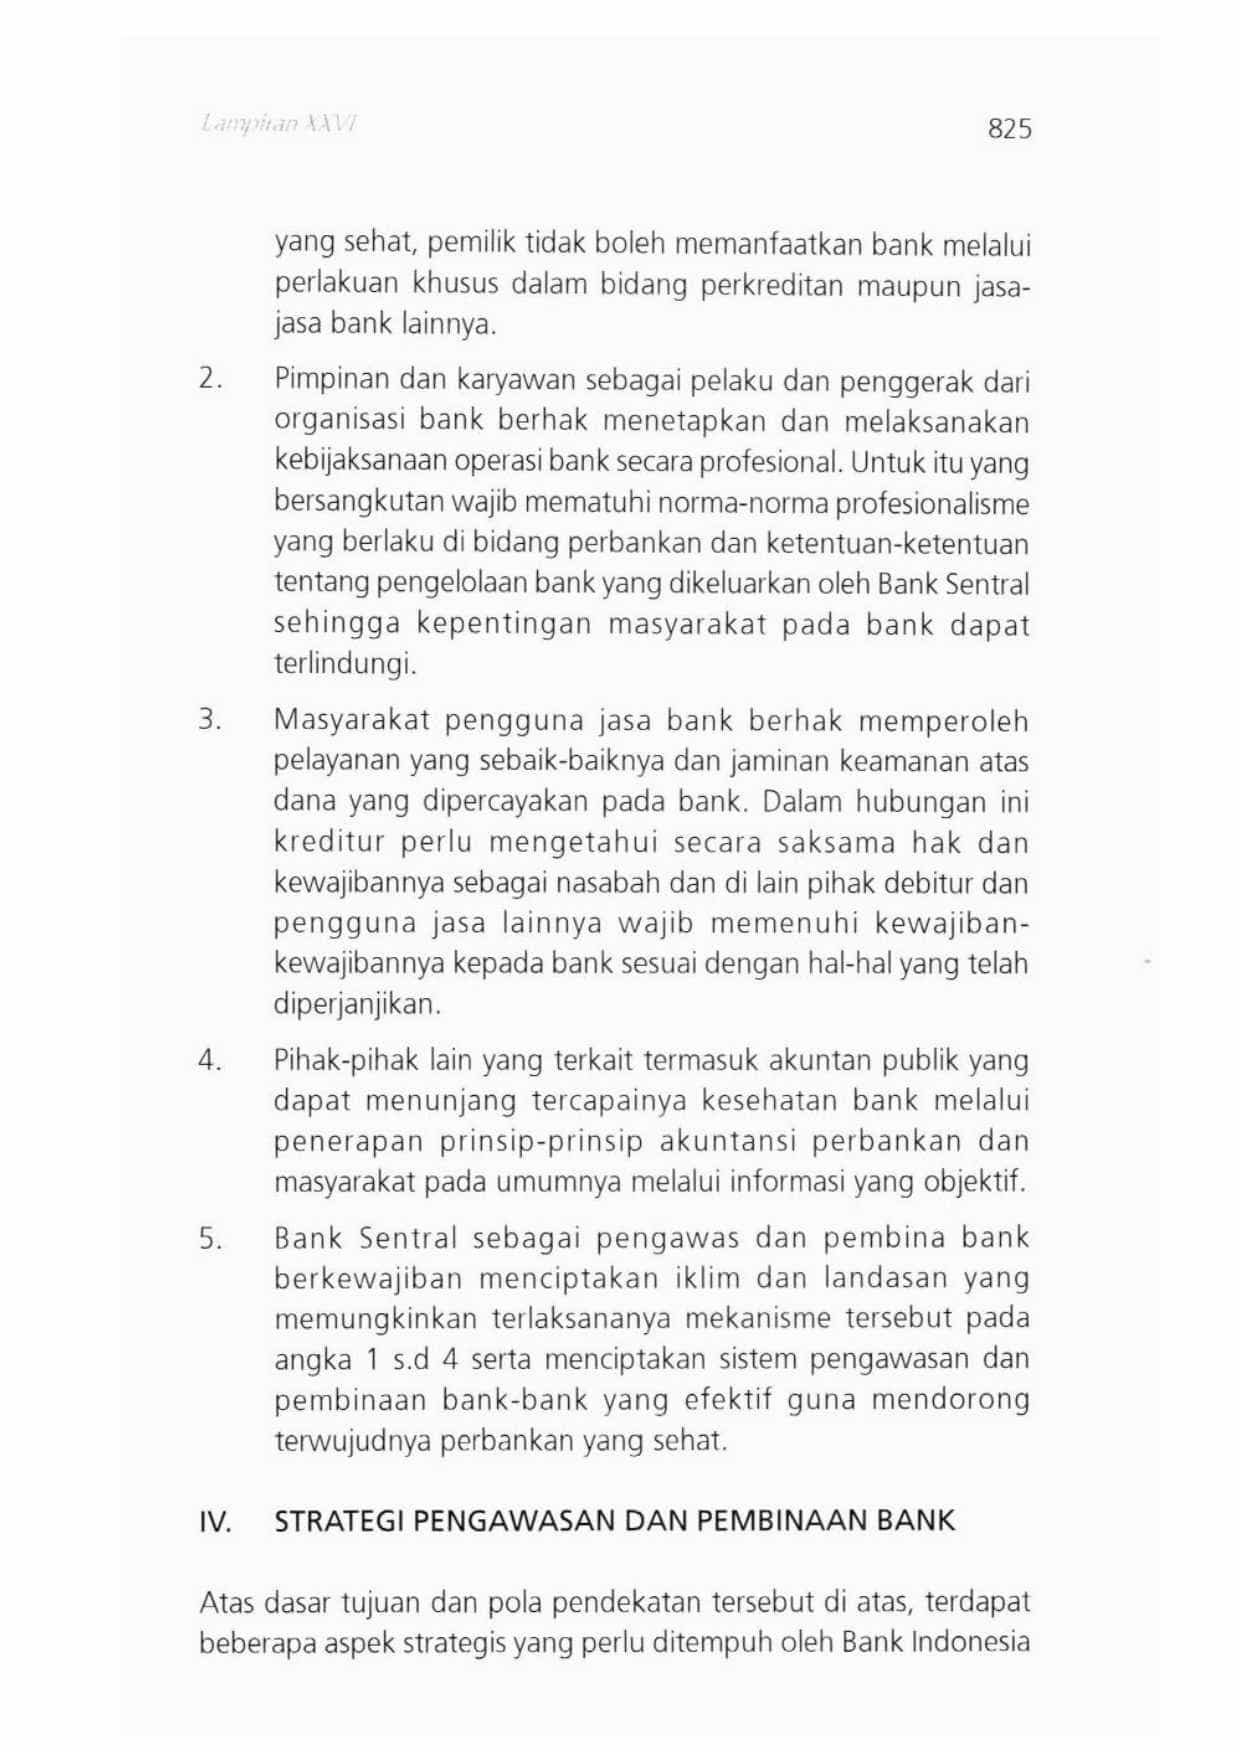 Lampiran XXVI
825
yang sehat, pemilik tidak boleh memanfaatkan bank melalui
perlakuan khusus dalam bidang perkreditan maupun jasa-
jasa bank lainnya.
2. Pimpinan dan karyawan sebagai pelaku dan penggerak dari
organisasi bank berhak menetapkan dan melaksanakan
kebijaksanaan operasi bank secara profesional. Untuk itu yang
bersangkutan wajib mematuhi norma-norma profesionalisme
yang berlaku di bidang perbankan dan ketentuan-ketentuan
tentang pengelolaan bank yang dikeluarkan oleh Bank Sentral
sehingga kepentingan masyarakat pada bank dapat
terlindungi.
3. Masyarakat pengguna jasa bank berhak memperoleh
pelayanan yang sebaik-baiknya dan jaminan keamanan atas
dana yang dipercayakan pada bank. Dalam hubungan ini
kreditur perlu mengetahui secara saksama hak dan
kewajibannya sebagai nasabah dan di lain pihak debitur dan
pengguna jasa lainnya wajib memenuhi kewajiban-
kewajibannya kepada bank sesuai dengan hal-hal yang telah
diperjanjikan.
4. Pihak-pihak lain yang terkait termasuk akuntan publik yang
dapat menunjang tercapainya kesehatan bank melalui
penerapan prinsip-prinsip akuntansi perbankan dan
masyarakat pada umumnya melalui informasi yang objektif.
5. Bank Sentral sebagai pengawas dan pembina bank
berkewajiban menciptakan iklim dan landasan yang
memungkinkan terlaksananya mekanisme tersebut pada
angka 1 s.d 4 serta menciptakan sistem pengawasan dan
pembinaan bank-bank yang efektif guna mendorong
terwujudnya perbankan yang sehat.
IV. STRATEGI PENGAWASAN DAN PEMBINAAN BANK
Atas dasar tujuan dan pola pendekatan tersebut di atas, terdapat
beberapa aspek strategis yang perlu ditempuh oleh Bank Indonesia